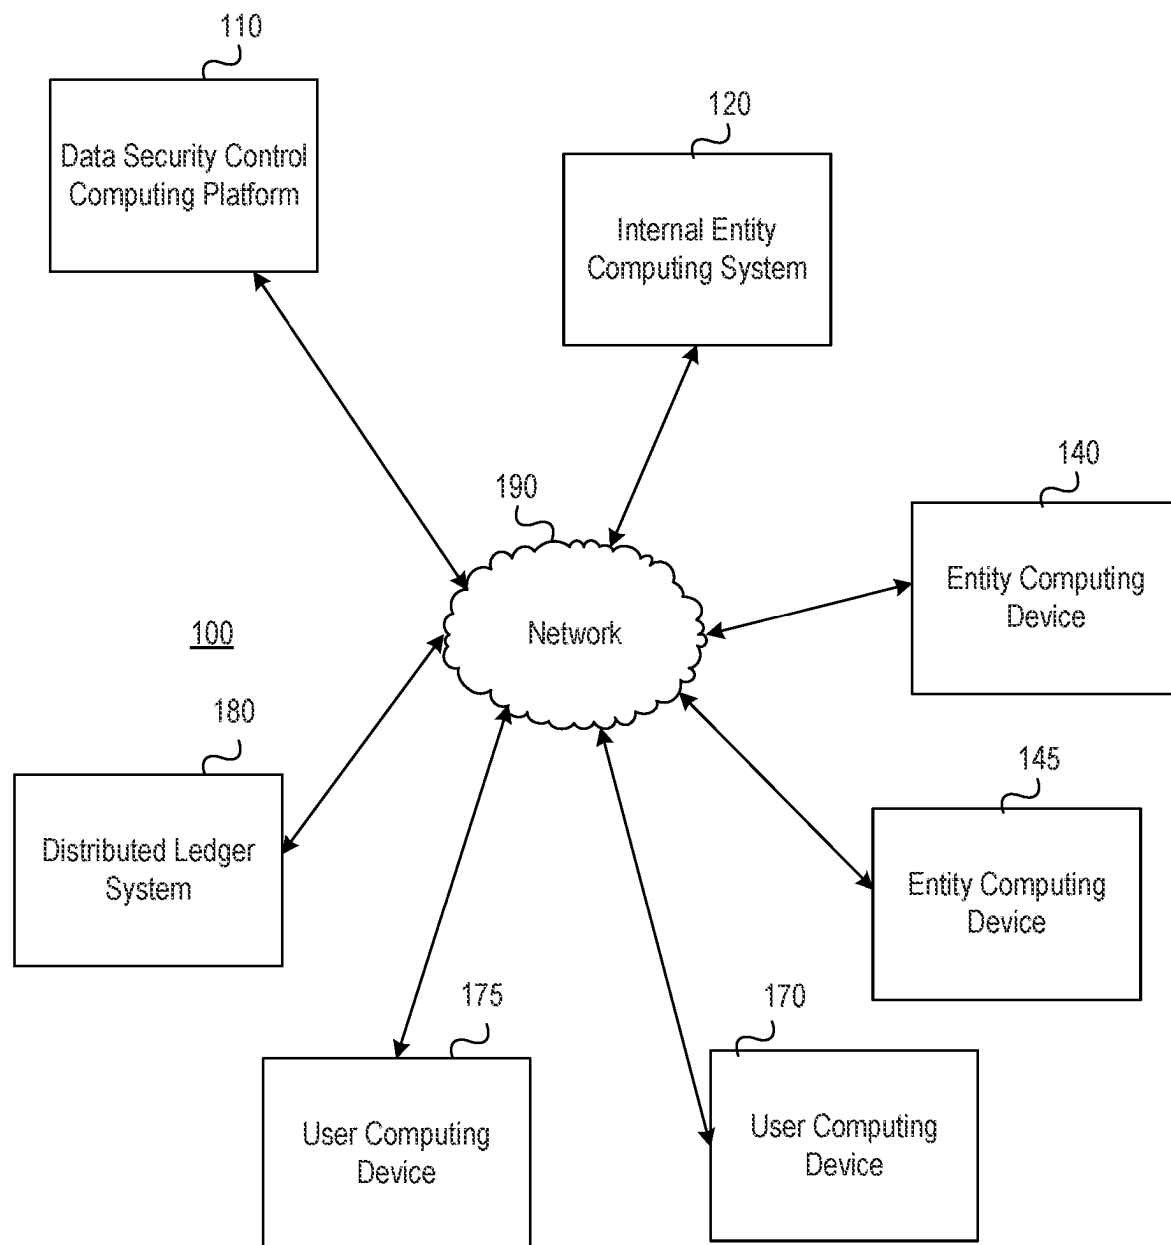 110
Data Security Control
Computing Platform
120
Internal Entity
Computing System
140
Entity Computing
Device
190
Network
100
180
Distributed Ledger
System
145
Entity Computing
Device
175
User Computing
Device
170
User Computing
Device